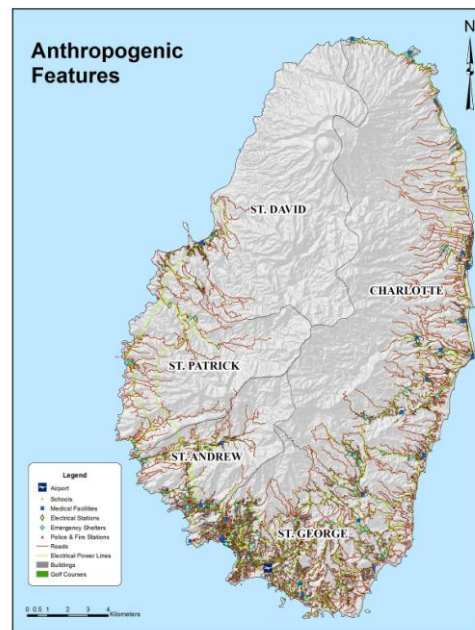 Anthropogenic
Features
N
ST. DAVID
CHARLOTTE
ST. PATRICK
ST. ANDREW
ST. GEORGE
Legend
Airport
Schools
Medical Facilities
Electrical Stations
Emergency Shelters
Police & Fire Stations
Roads
Electrical Power Lines
Buildings
Golf Courses
0 0.5 1 2 3 4
Kilometers